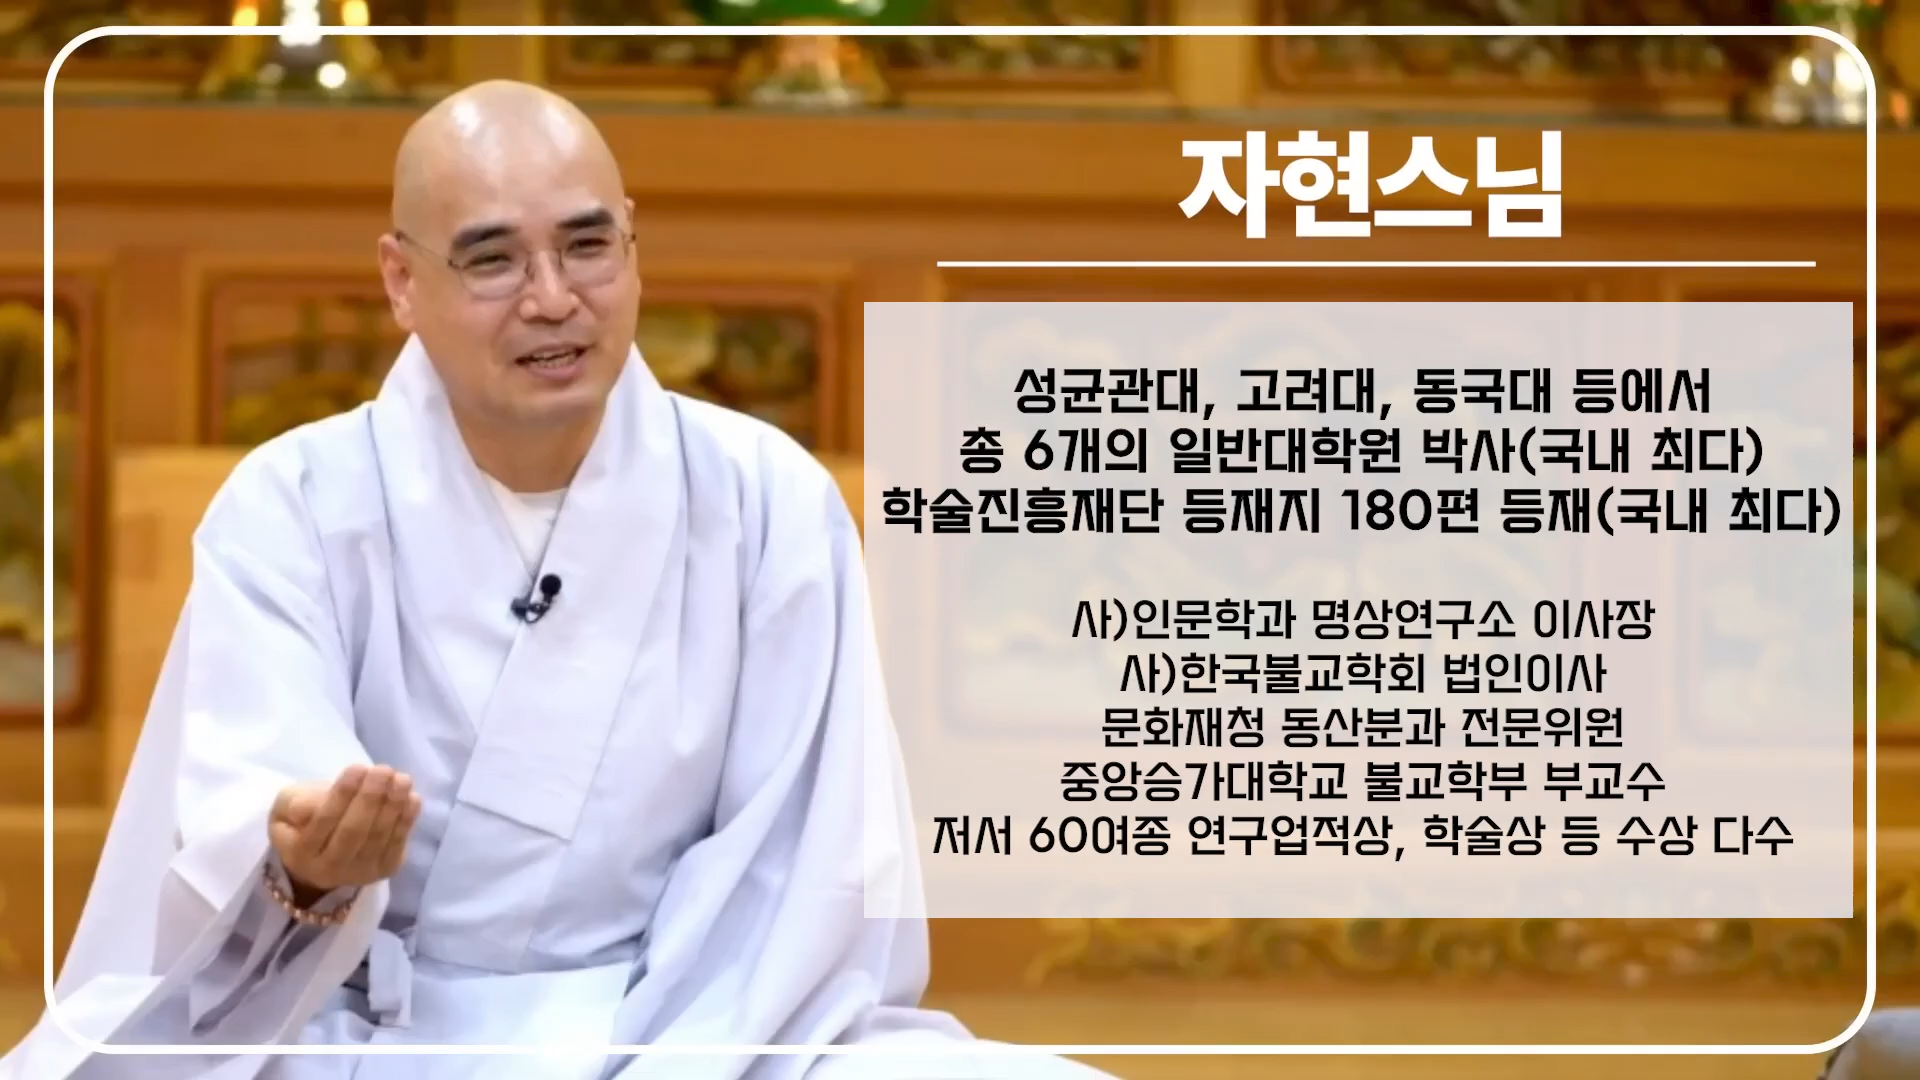 자현스님
성균관대, 고려대, 동국대 등에서
총 6개의 일반대학원 박사(국내 최다)
학술진흥재단 등재지 180편 등재(국내 최다)
사)인문학과 명상연구소 이사장
사)한국불교학회 법인이사
문화재청 동산분과 전문위원
중앙승가대학교 불교학부 부교수
저서 60여종 연구업적상, 학술상 등 수상 다수